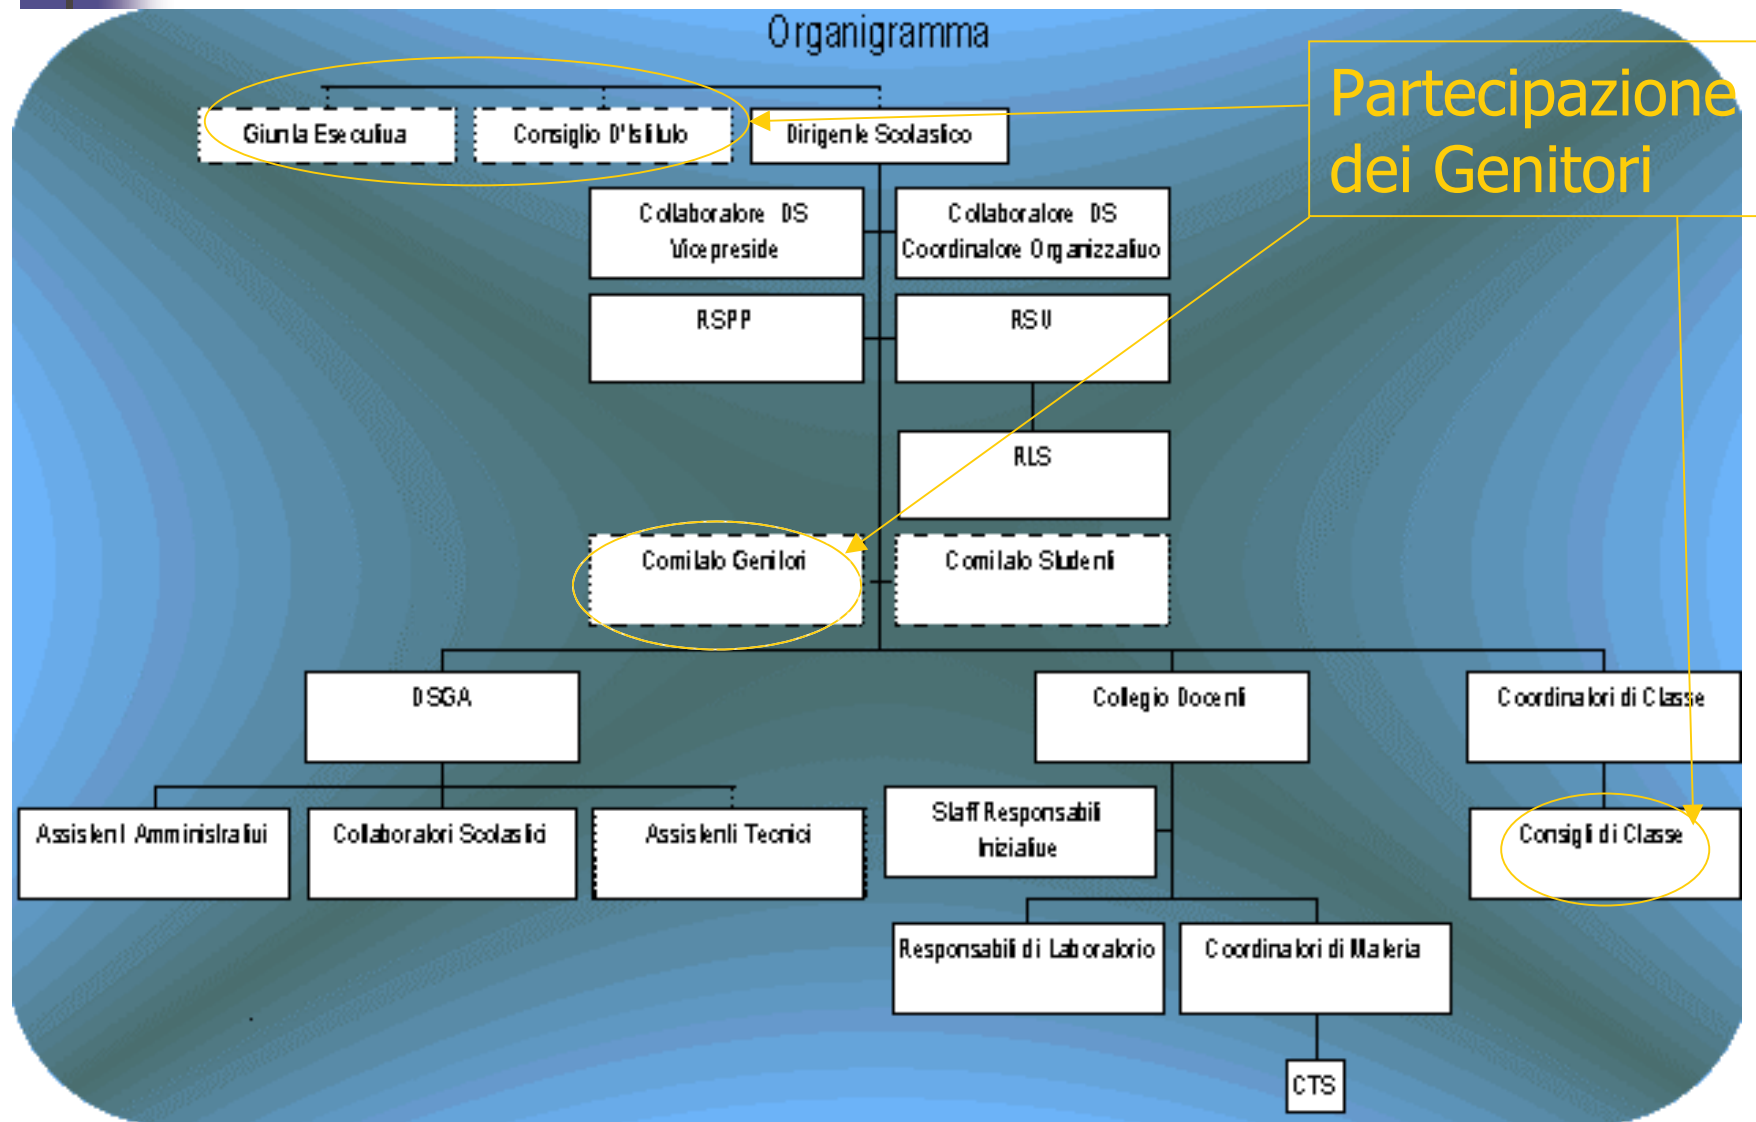 Organigramma
Partecipazione
dei Genitori
Giunta Esecutiva
Consiglio D'Istituto
Dirigente Scolastico
Collaboratore DS
Vicepreside
Collaboratore DS
Coordinatore Organizzativo
RSPP
RSU
RLS
Comitato Genitori
Comitato Studenti
DSGA
Collegio Docenti
Coordinatori di Classe
Assistenti Amministrativi
Collaboratori Scolastici
Assistenti Tecnici
Staff Responsabili
Iniziative
Consigli di Classe
Responsabili di Laboratorio
Coordinatori di Materia
CTS